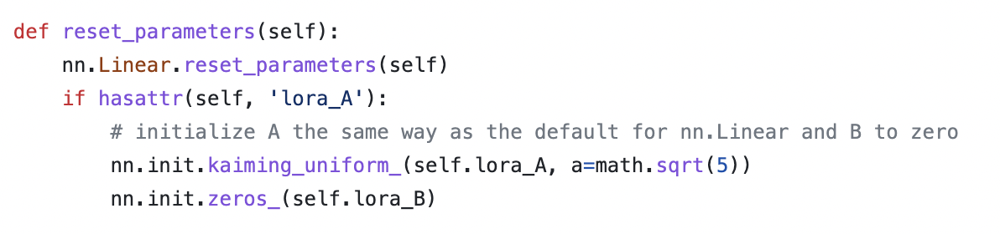 def reset_parameters(self):
    nn.Linear.reset_parameters(self)
    if hasattr(self, 'lora_A'):
        # initialize A the same way as the default for nn.Linear and B to zero
        nn.init.kaiming_uniform_(self.lora_A, a=math.sqrt(5))
        nn.init.zeros_(self.lora_B)